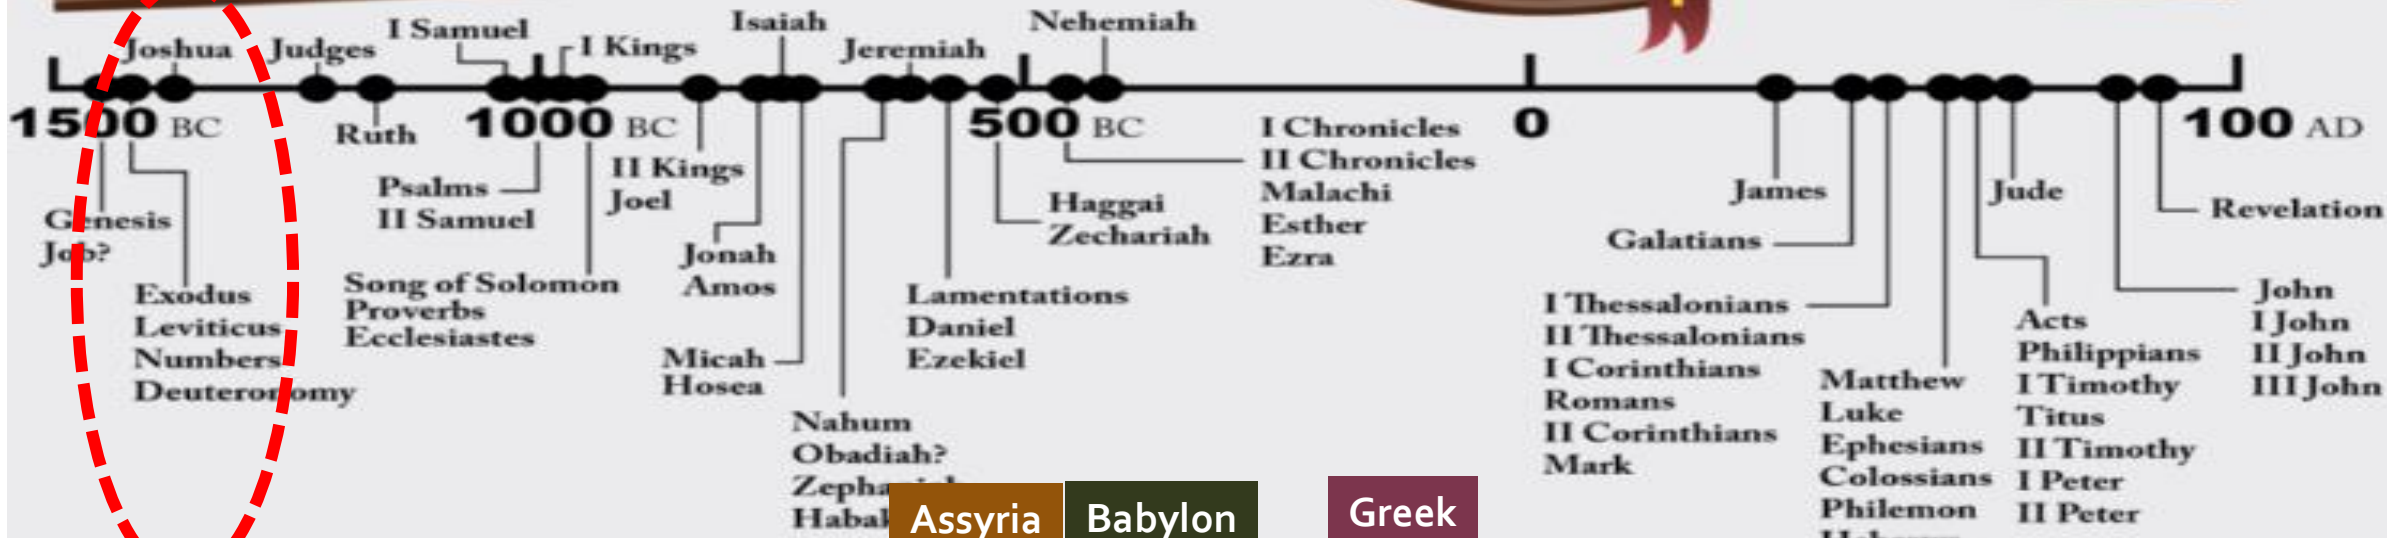 Joshua
Judges
I Samuel
I Kings
Isaiah
Jeremiah
Nehemiah
1500 BC
Ruth
1000 BC
500 BC
0
100 AD
Genesis
Job?
Exodus
Leviticus
Numbers
Deuteronomy
Psalms
II Samuel
Song of Solomon
Proverbs
Ecclesiastes
II Kings
Joel
Jonah
Amos
Micah
Hosea
Nahum
Obadiah?
Lamentations
Daniel
Ezekiel
Haggai
Zechariah
I Chronicles
II Chronicles
Malachi
Esther
Ezra
James
Galatians
I Thessalonians
II Thessalonians
I Corinthians
Romans
II Corinthians
Mark
Matthew
Luke
Ephesians
Colossians
Philemon
Jude
Acts
Philippians
I Timothy
Titus
II Timothy
I Peter
II Peter
Revelation
John
I John
II John
III John
Assyria
Babylon
Greek